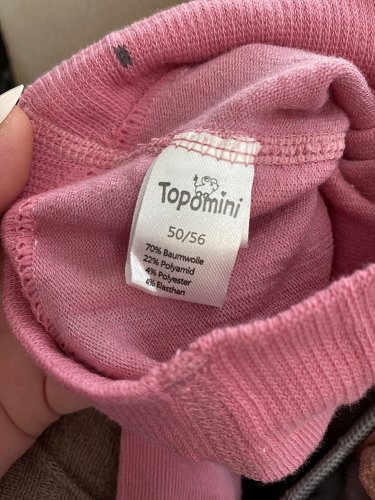 Topomini
50/56
70% Baumwolle
22% Polyamid
4% Polyester
4% Elasthan